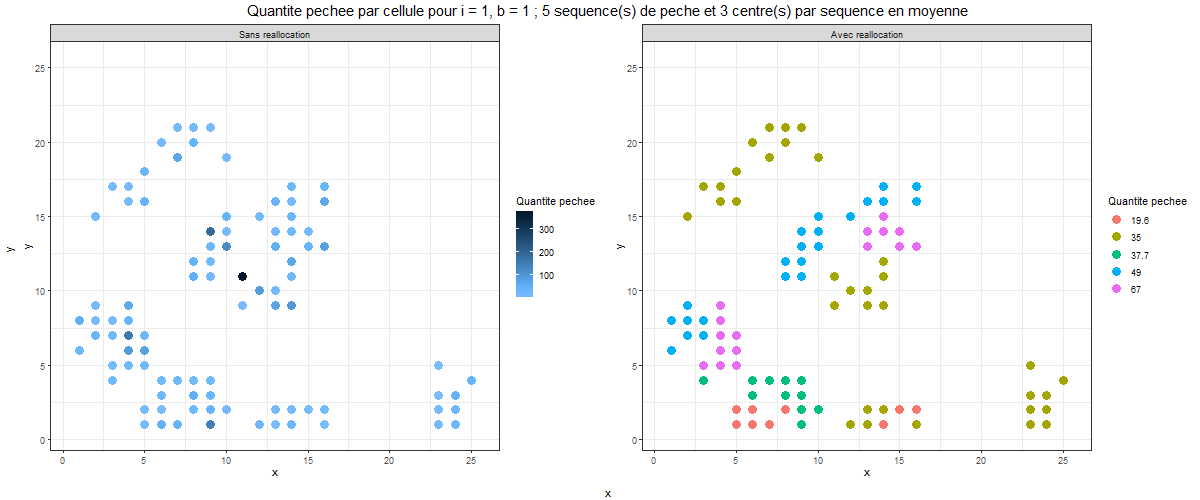 Quantite pechee par cellule pour i = 1, b = 1 ; 5 sequence(s) de peche et 3 centre(s) par sequence en moyenne
Sans reallocation
25
20
15
10
5
0
y
y
0 5 10 15 20 25
x
Quantite pechee
300
200
100
Avec reallocation
25
20
15
10
5
0
y
0 5 10 15 20 25
x
Quantite pechee
19.6
35
37.7
49
67
x